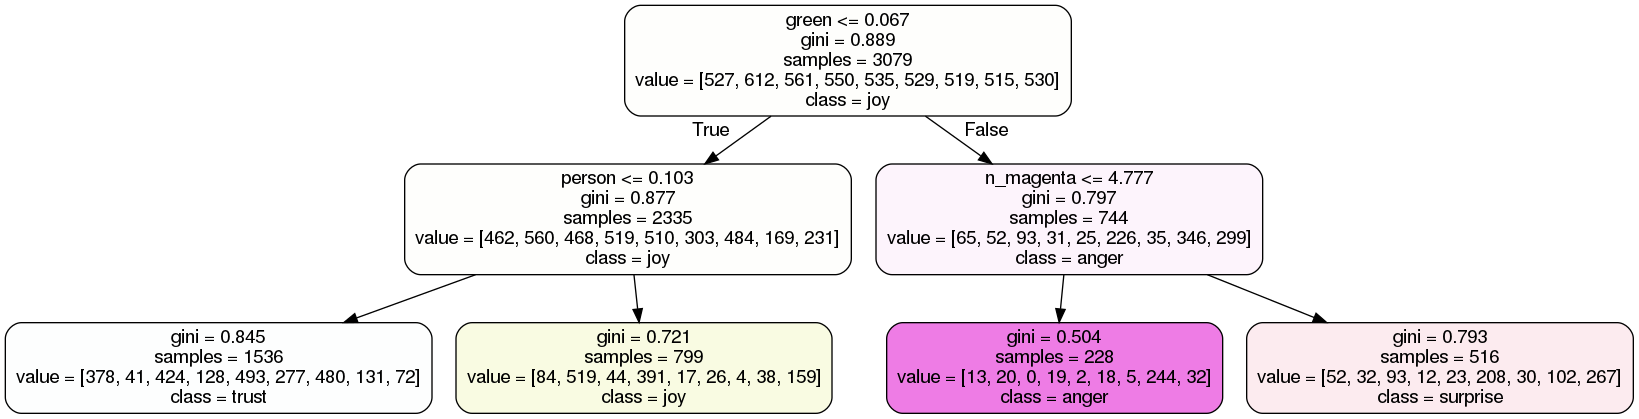 green <= 0.067
gini = 0.889
samples = 3079
value = [527, 612, 561, 550, 535, 529, 519, 515, 530]
class = joy
True
False
person <= 0.103
gini = 0.877
samples = 2335
value = [462, 560, 468, 519, 510, 303, 484, 169, 231]
class = joy
n_magenta <= 4.777
gini = 0.797
samples = 744
value = [65, 52, 93, 31, 25, 226, 35, 346, 299]
class = anger
gini = 0.845
samples = 1536
value = [378, 41, 424, 128, 493, 277, 480, 131, 72]
class = trust
gini = 0.721
samples = 799
value = [84, 519, 44, 391, 17, 26, 4, 38, 159]
class = joy
gini = 0.504
samples = 228
value = [13, 20, 0, 19, 2, 18, 5, 244, 32]
class = anger
gini = 0.793
samples = 516
value = [52, 32, 93, 12, 23, 208, 30, 102, 267]
class = surprise